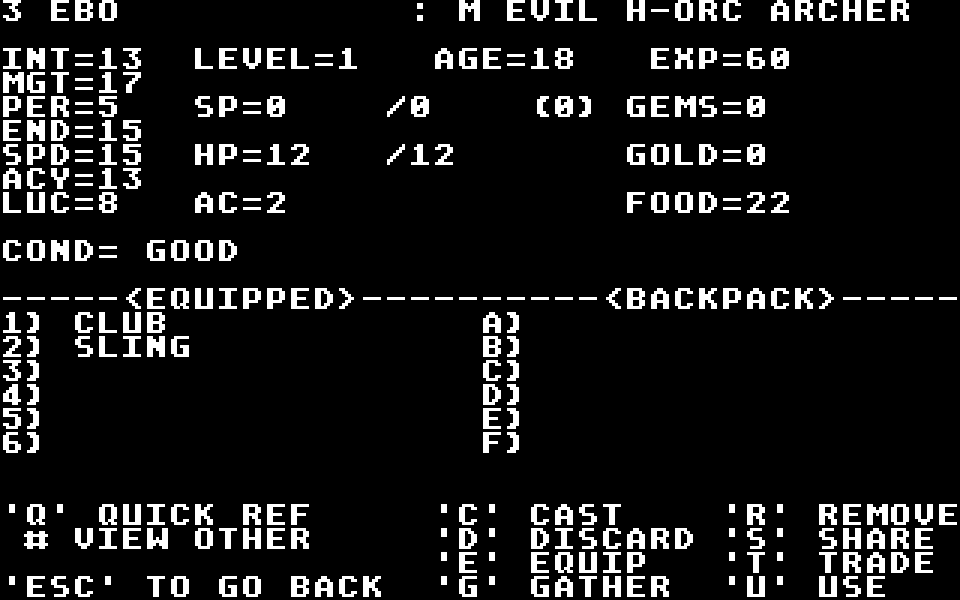 3 EBO : M EVIL H-ORC ARCHER
INT=13 LEVEL=1 AGE=18 EXP=60
MGT=17
PER=5 SP=0 /0 (0) GEMS=0
END=15
SPD=15 HP=12 /12 GOLD=0
ACY=13
LUC=8 AC=2 FOOD=22
COND= GOOD
-----<EQUIPPED>----------<BACKPACK>-----
1) CLUB A)
2) SLING B)
3) C)
4) D)
5) E)
6) F)
'Q' QUICK REF 'C' CAST 'R' REMOVE
# VIEW OTHER 'D' DISCARD 'S' SHARE
'E' EQUIP 'T' TRADE
'ESC' TO GO BACK 'G' GATHER 'U' USE